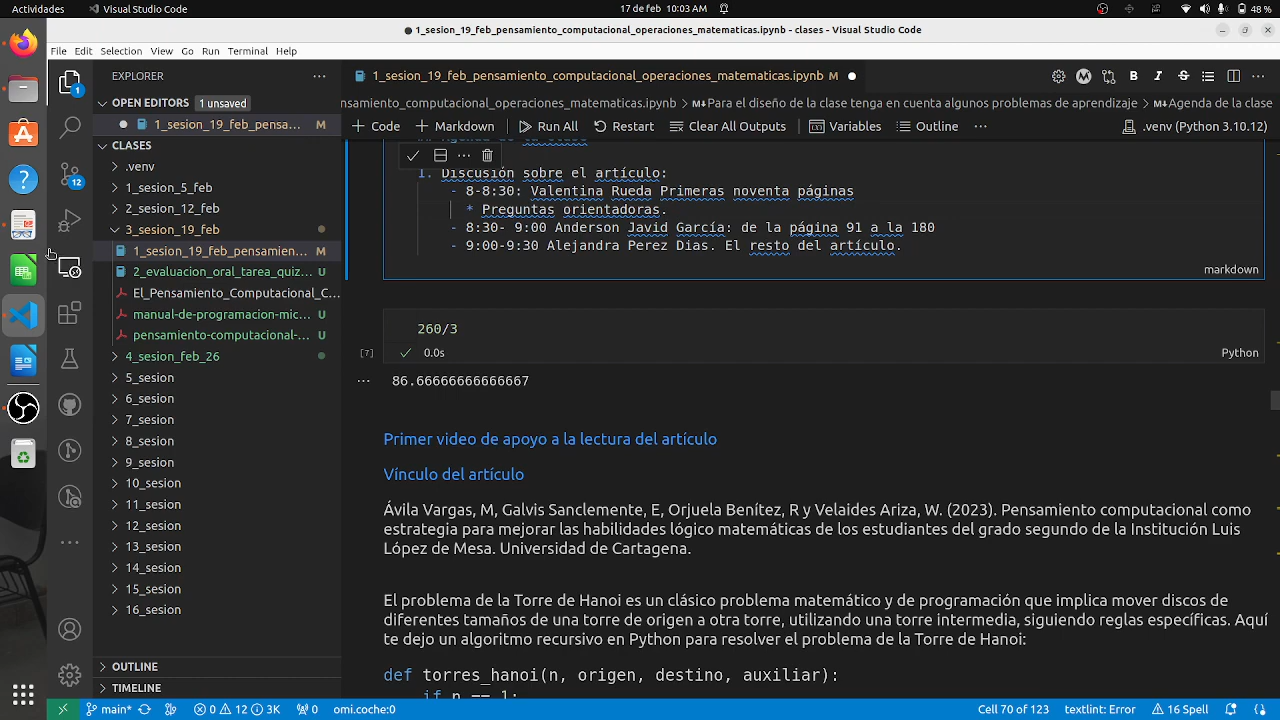 Actividades
Visual Studio Code
17 de feb 10:03 AM
48 %
1_sesion_19_feb_pensamiento_computacional_operaciones_matematicas.ipynb - clases - Visual Studio Code
File Edit Selection View Go Run Terminal Help
EXPLORER
1_sesion_19_feb_pensamiento_computacional_operaciones_matematicas.ipynb M
OPEN EDITORS 1 unsaved
nsamiento_computacional_operaciones_matematicas.ipynb > Para el diseño de la clase tenga en cuenta algunos problemas de aprendizaje > Agenda de la clase
1_sesion_19_feb_pensa... M
+ Code + Markdown Run All Restart Clear All Outputs Variables Outline ... .venv (Python 3.10.12)
CLASES
.venv
1_sesion_5_feb
2_sesion_12_feb
3_sesion_19_feb
1_sesion_19_feb_pensamien... M
2_evaluacion_oral_tarea_quiz... U
El_Pensamiento_Computacional_C...
manual-de-programacion-mic... U
pensamiento-computacional-... U
4_sesion_feb_26
5_sesion
6_sesion
7_sesion
8_sesion
9_sesion
10_sesion
11_sesion
12_sesion
13_sesion
14_sesion
15_sesion
16_sesion
OUTLINE
TIMELINE
1
12
1. Discusión sobre el artículo:
- 8-8:30: Valentina Rueda Primeras noventa páginas
* Preguntas orientadoras.
- 8:30- 9:00 Anderson Javid García: de la página 91 a la 180
- 9:00-9:30 Alejandra Perez Dias. El resto del artículo.
markdown
260/3
[7] 0.0s
Python
86.66666666666667
Primer video de apoyo a la lectura del artículo
Vínculo del artículo
Ávila Vargas, M, Galvis Sanclemente, E, Orjuela Benítez, R y Velaides Ariza, W. (2023). Pensamiento computacional como
estrategia para mejorar las habilidades lógico matemáticas de los estudiantes del grado segundo de la Institución Luis
López de Mesa. Universidad de Cartagena.
El problema de la Torre de Hanoi es un clásico problema matemático y de programación que implica mover discos de
diferentes tamaños de una torre de origen a otra torre, utilizando una torre intermedia, siguiendo reglas específicas. Aquí
te dejo un algoritmo recursivo en Python para resolver el problema de la Torre de Hanoi:
def torres_hanoi(n, origen, destino, auxiliar):
if n == 1:
main* 0 12 3K 0 omi.coche:0
Cell 70 of 123 textlint: Error 16 Spell